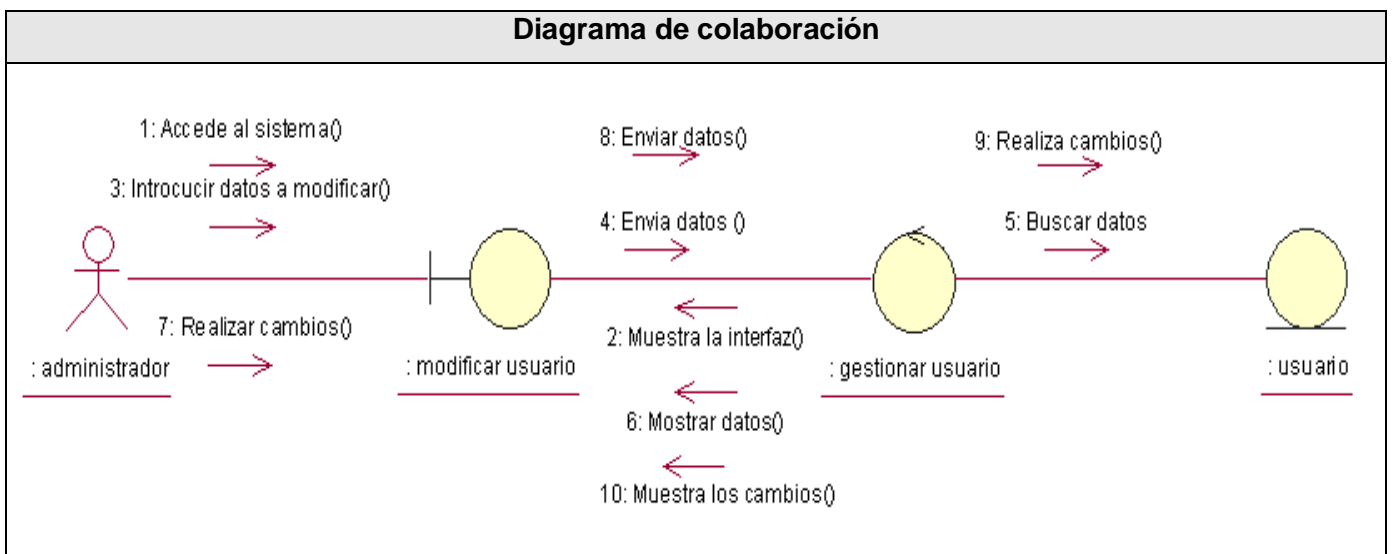 Diagrama de colaboración
1: Accede al sistema()
8: Enviar datos()
9: Realiza cambios()
3: Introcucir datos a modificar()
4: Envia datos ()
5: Buscar datos
7: Realizar cambios()
2: Muestra la interfaz()
: administrador
: modificar usuario
: gestionar usuario
: usuario
6: Mostrar datos()
10: Muestra los cambios()